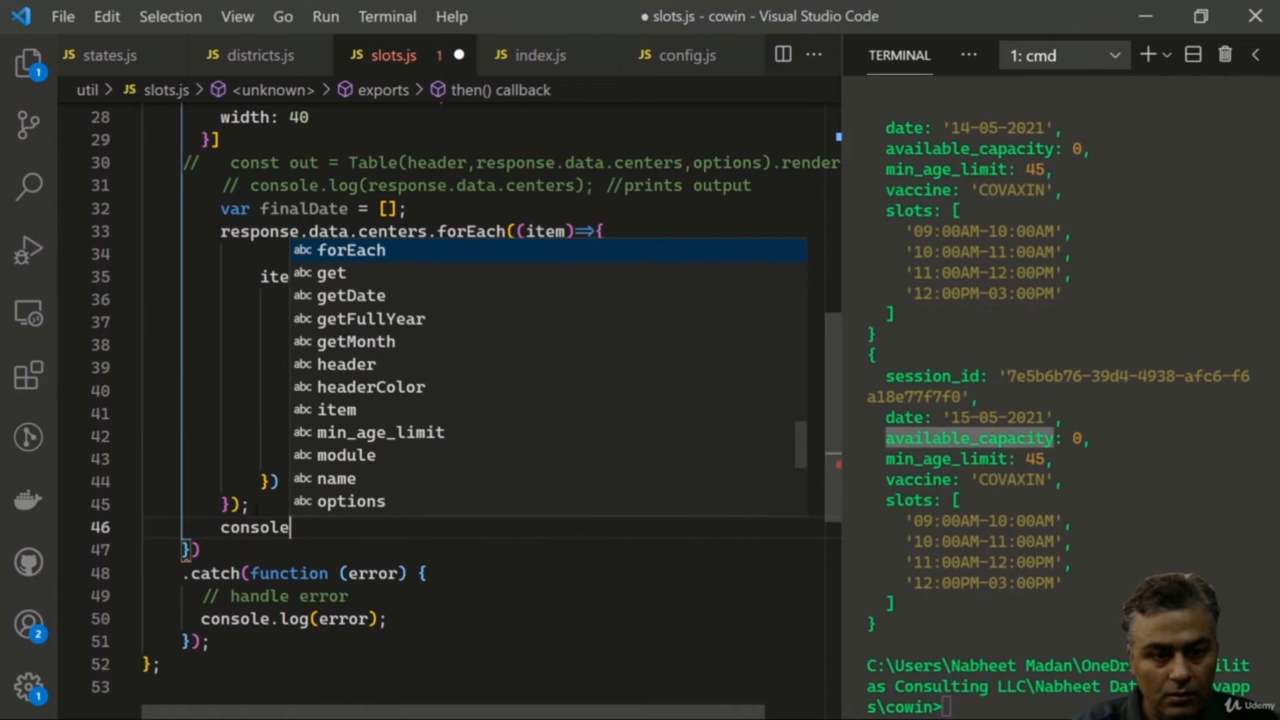 File Edit Selection View Go Run Terminal Help
● slots.js - cowin - Visual Studio Code
JS states.js JS districts.js JS slots.js 1 ● JS index.js JS config.js ...
util > JS slots.js > <unknown> > exports > then() callback
28 width: 40
29 }]
30 // const out = Table(header,response.data.centers,options).render
31 // console.log(response.data.centers); //prints output
32 var finalDate = [];
33 response.data.centers.forEach((item)=>{
34 abc forEach
35 ite abc get
36 abc getDate
37 abc getFullYear
38 abc getMonth
39 abc header
40 abc headerColor
41 abc item
42 abc min_age_limit
43 abc module
44 }) abc name
45 }); abc options
46 console
47 })
48 .catch(function (error) {
49 // handle error
50 console.log(error);
51 });
52 };
53
1
2
1
TERMINAL ... 1: cmd
date: '14-05-2021',
available_capacity: 0,
min_age_limit: 45,
vaccine: 'COVAXIN',
slots: [
'09:00AM-10:00AM',
'10:00AM-11:00AM',
'11:00AM-12:00PM',
'12:00PM-03:00PM'
]
}
{
session_id: '7e5b6b76-39d4-4938-afc6-f6
a18e77f7f0',
date: '15-05-2021',
available_capacity: 0,
min_age_limit: 45,
vaccine: 'COVAXIN',
slots: [
'09:00AM-10:00AM',
'10:00AM-11:00AM',
'11:00AM-12:00PM',
'12:00PM-03:00PM'
]
}
C:\Users\Nabheet Madan\OneDri
as Consulting LLC\Nabheet Dat
s\cowin>
Udemy